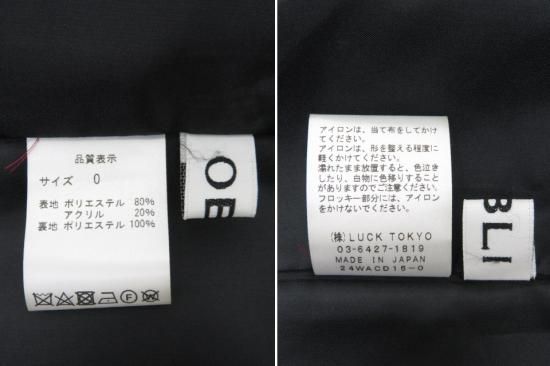 品質表示
サイズ 0
表地 ポリエステル 80%
アクリル 20%
裏地 ポリエステル 100%
OE
アイロンは、当て布をしてかけ
てください。
アイロンは、形を整える程度に
軽くかけてください。
濡れたまま放置すると、色泣き
したり、白物に色移りすること
がありますのでご注意ください。
フロッキー部分には、アイロン
をかけないでください。
(株) LUCK TOKYO
03-6427-1819
MADE IN JAPAN
24WACD15-0
BLI